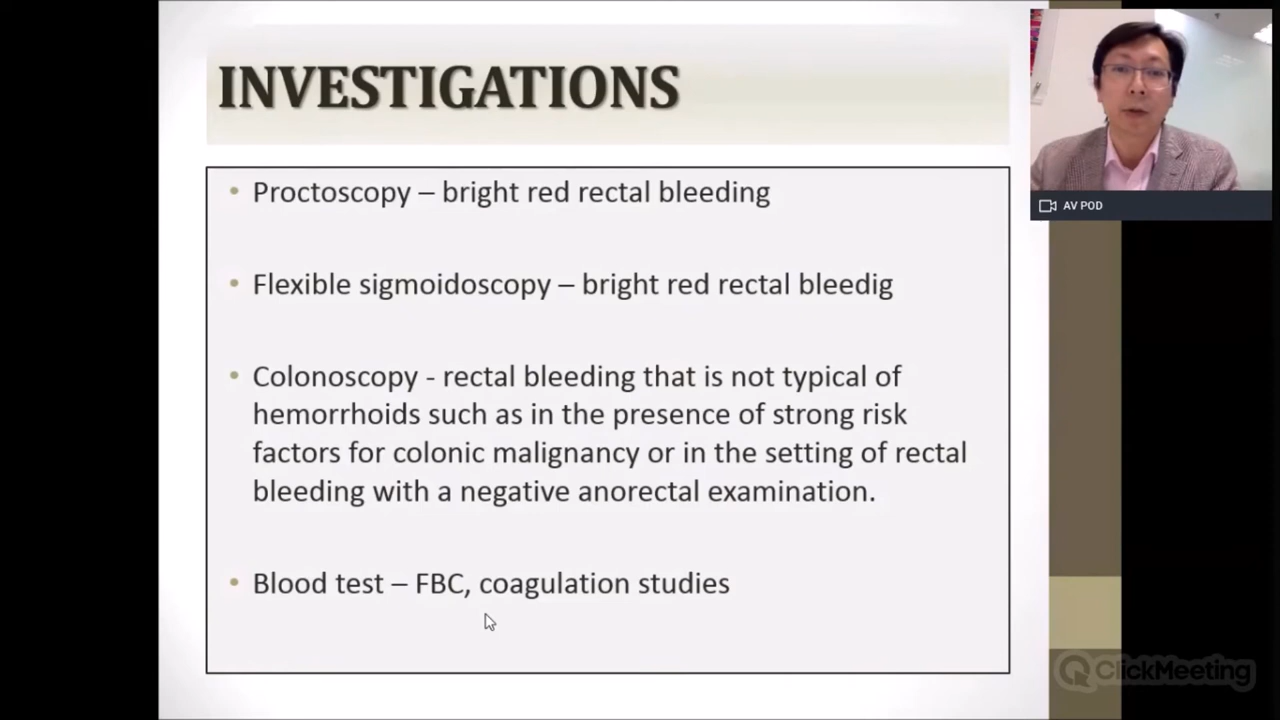 INVESTIGATIONS
• Proctoscopy – bright red rectal bleeding
• Flexible sigmoidoscopy – bright red rectal bleedig
• Colonoscopy - rectal bleeding that is not typical of
hemorrhoids such as in the presence of strong risk
factors for colonic malignancy or in the setting of rectal
bleeding with a negative anorectal examination.
• Blood test – FBC, coagulation studies
AV POD
ClickMeeting